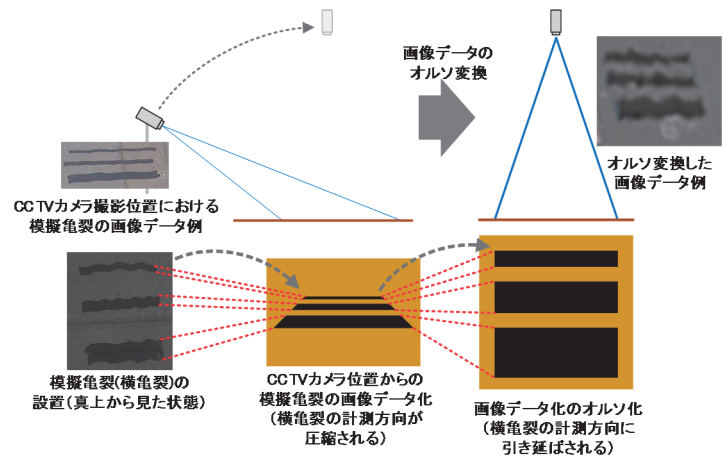 画像データの
オルソ変換
オルソ変換した
画像データ例
CCTVカメラ撮影位置における
模擬亀裂の画像データ例
模擬亀裂(横亀裂)の
設置(真上から見た状態)
CCTVカメラ位置からの
模擬亀裂の画像データ化
(横亀裂の計測方向が
圧縮される)
画像データ化のオルソ化
(横亀裂の計測方向に
引き延ばされる)